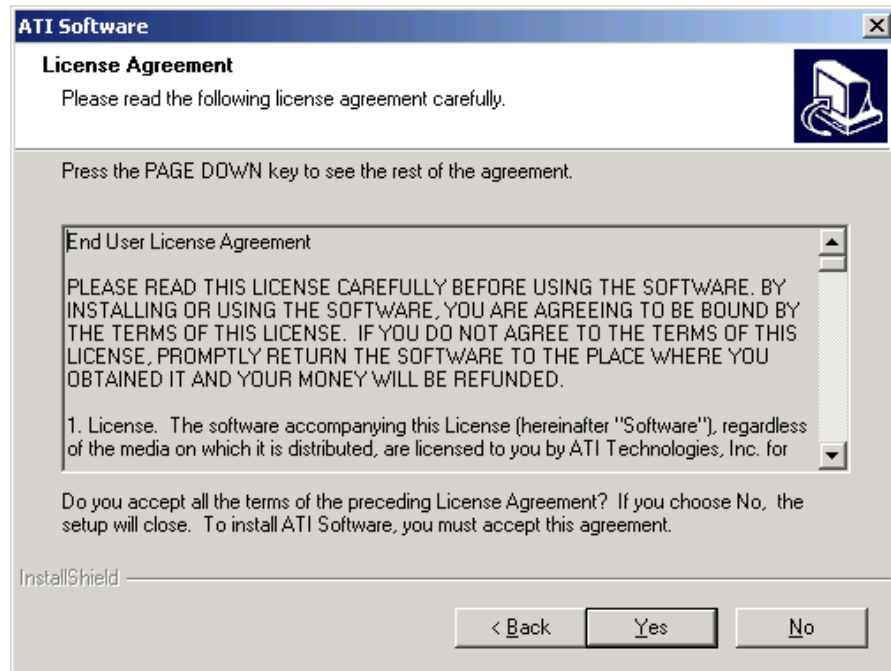 ATI Software
License Agreement
Please read the following license agreement carefully.
Press the PAGE DOWN key to see the rest of the agreement.
End User License Agreement
PLEASE READ THIS LICENSE CAREFULLY BEFORE USING THE SOFTWARE. BY
INSTALLING OR USING THE SOFTWARE, YOU ARE AGREEING TO BE BOUND BY
THE TERMS OF THIS LICENSE.  IF YOU DO NOT AGREE TO THE TERMS OF THIS
LICENSE, PROMPTLY RETURN THE SOFTWARE TO THE PLACE WHERE YOU
OBTAINED IT AND YOUR MONEY WILL BE REFUNDED.
1. License.  The software accompanying this License (hereinafter "Software"), regardless
of the media on which it is distributed, are licensed to you by ATI Technologies, Inc. for
Do you accept all the terms of the preceding License Agreement?  If you choose No,  the
setup will close.  To install ATI Software, you must accept this agreement.
InstallShield
< Back
Yes
No